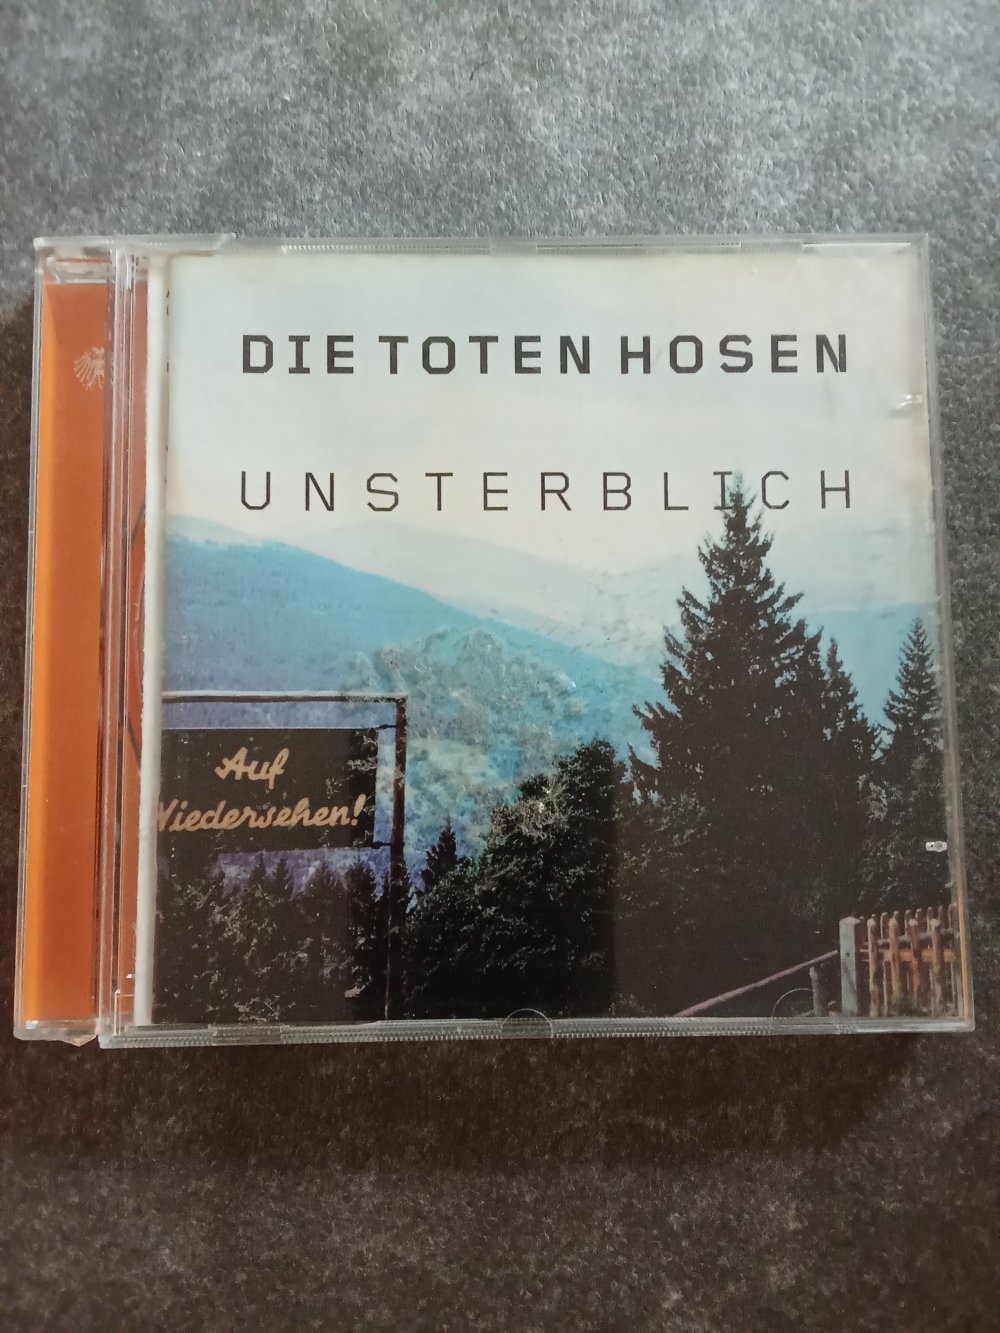 DIE TOTEN HOSEN
UNSTERBLICH
Auf
Wiedersehen!